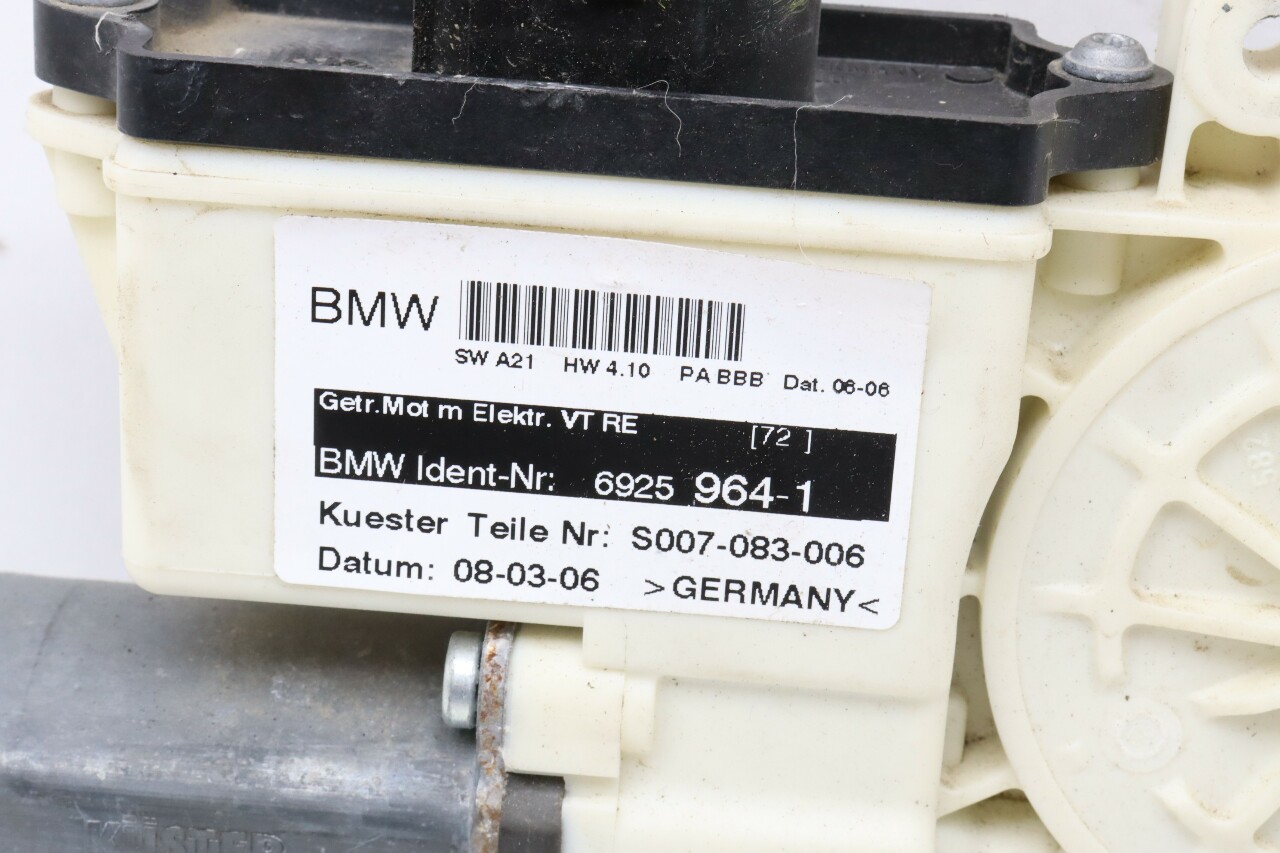 BMW
SW A21 HW 4.10 PA BBB Dat. 06-06
Getr.Mot m Elektr. VT RE [72 ]
BMW Ident-Nr: 6925 964-1
Kuester Teile Nr: S007-083-006
Datum: 08-03-06 >GERMANY<
KÜSTER